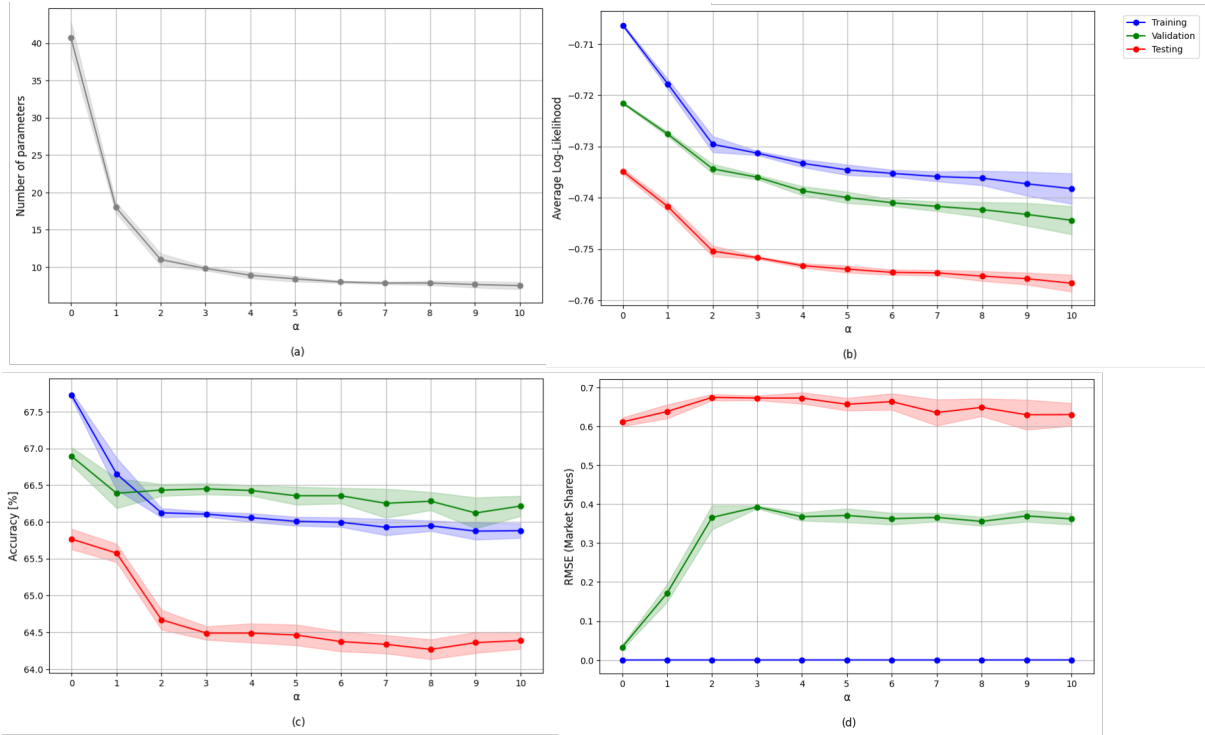 40
35
30
25
20
15
10
Number of parameters
0 1 2 3 4 5 6 7 8 9 10
α
(a)
−0.71
−0.72
−0.73
−0.74
−0.75
−0.76
Average Log-Likelihood
0 1 2 3 4 5 6 7 8 9 10
α
(b)
Training
Validation
Testing
67.5
67.0
66.5
66.0
65.5
65.0
64.5
64.0
Accuracy [%]
0 1 2 3 4 5 6 7 8 9 10
α
(c)
0.7
0.6
0.5
0.4
0.3
0.2
0.1
0.0
RMSE (Market Shares)
0 1 2 3 4 5 6 7 8 9 10
α
(d)